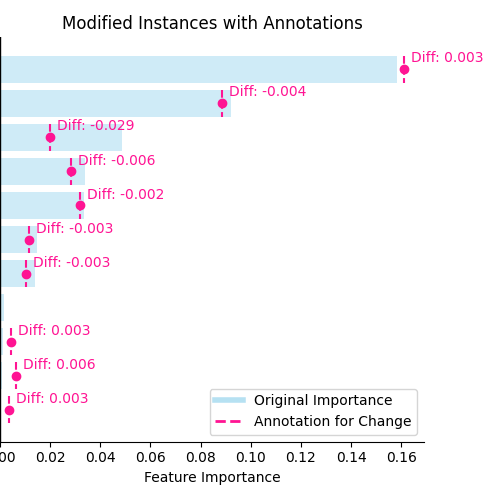 Modified Instances with Annotations
Diff: 0.003
Diff: -0.004
Diff: -0.029
Diff: -0.006
Diff: -0.002
Diff: -0.003
Diff: -0.003
Diff: 0.003
Diff: 0.006
Diff: 0.003
Original Importance
Annotation for Change
00 0.02 0.04 0.06 0.08 0.10 0.12 0.14 0.16
Feature Importance